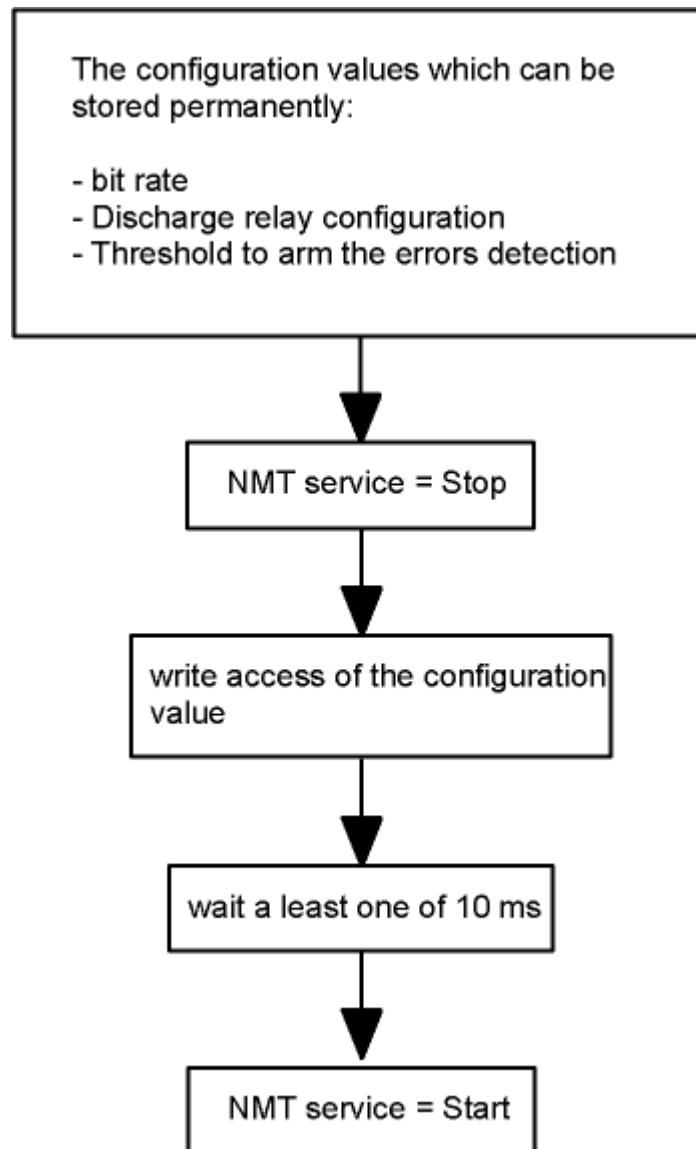 The configuration values which can be
stored permanently:
- bit rate
- Discharge relay configuration
- Threshold to arm the errors detection
NMT service = Stop
write access of the configuration
value
wait a least one of 10 ms
NMT service = Start